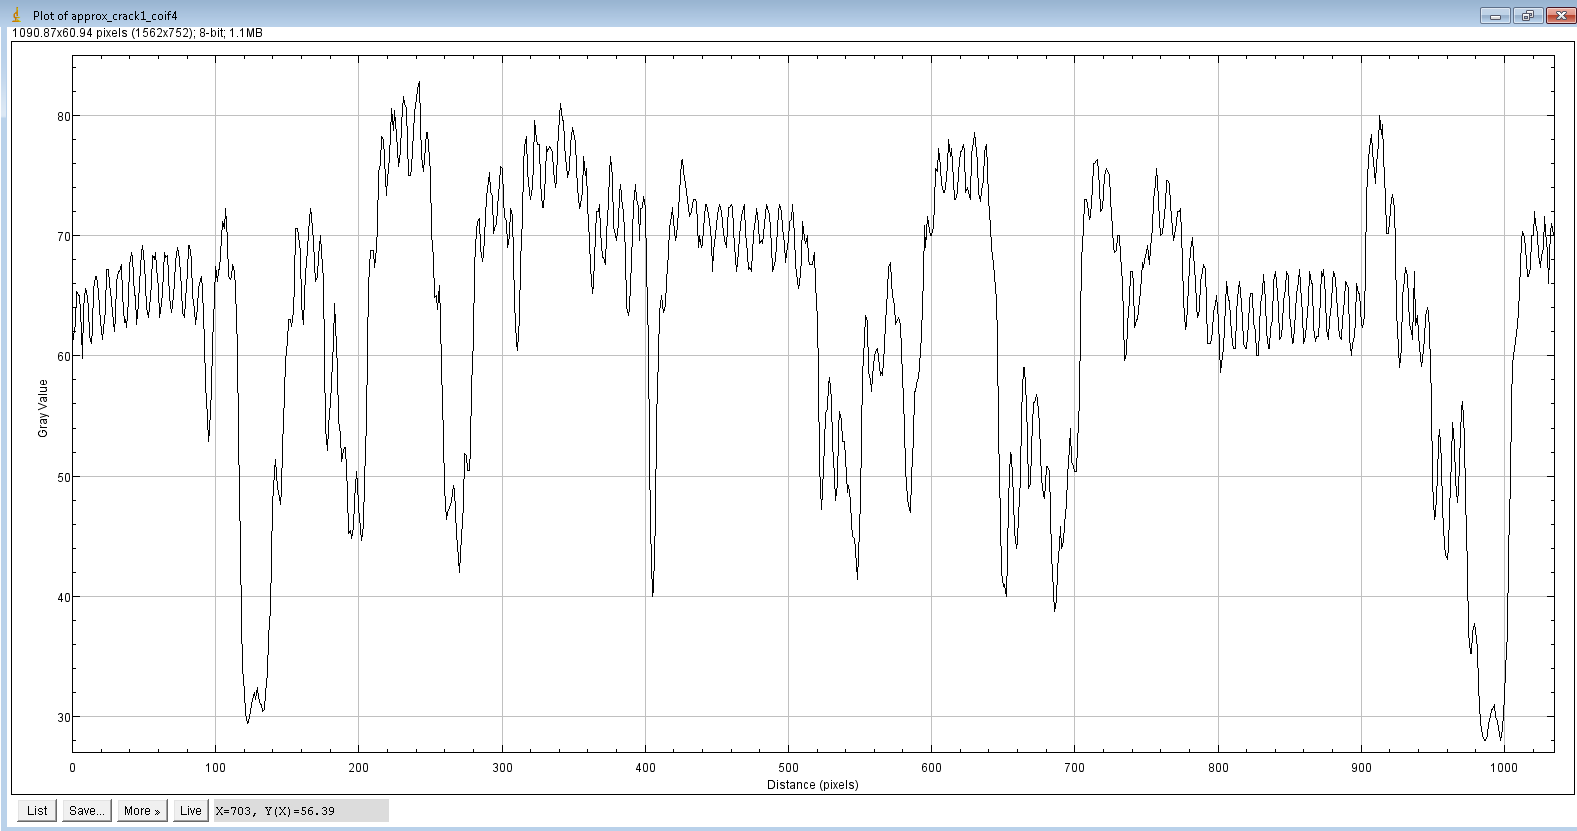 Plot of approx_crack1_coif4
1090.87x60.94 pixels (1562x752); 8-bit; 1.1MB
80
70
60
50
40
30
Gray Value
0 100 200 300 400 500 600 700 800 900 1000
Distance (pixels)
List Save... More » Live X=703, Y(X)=56.39